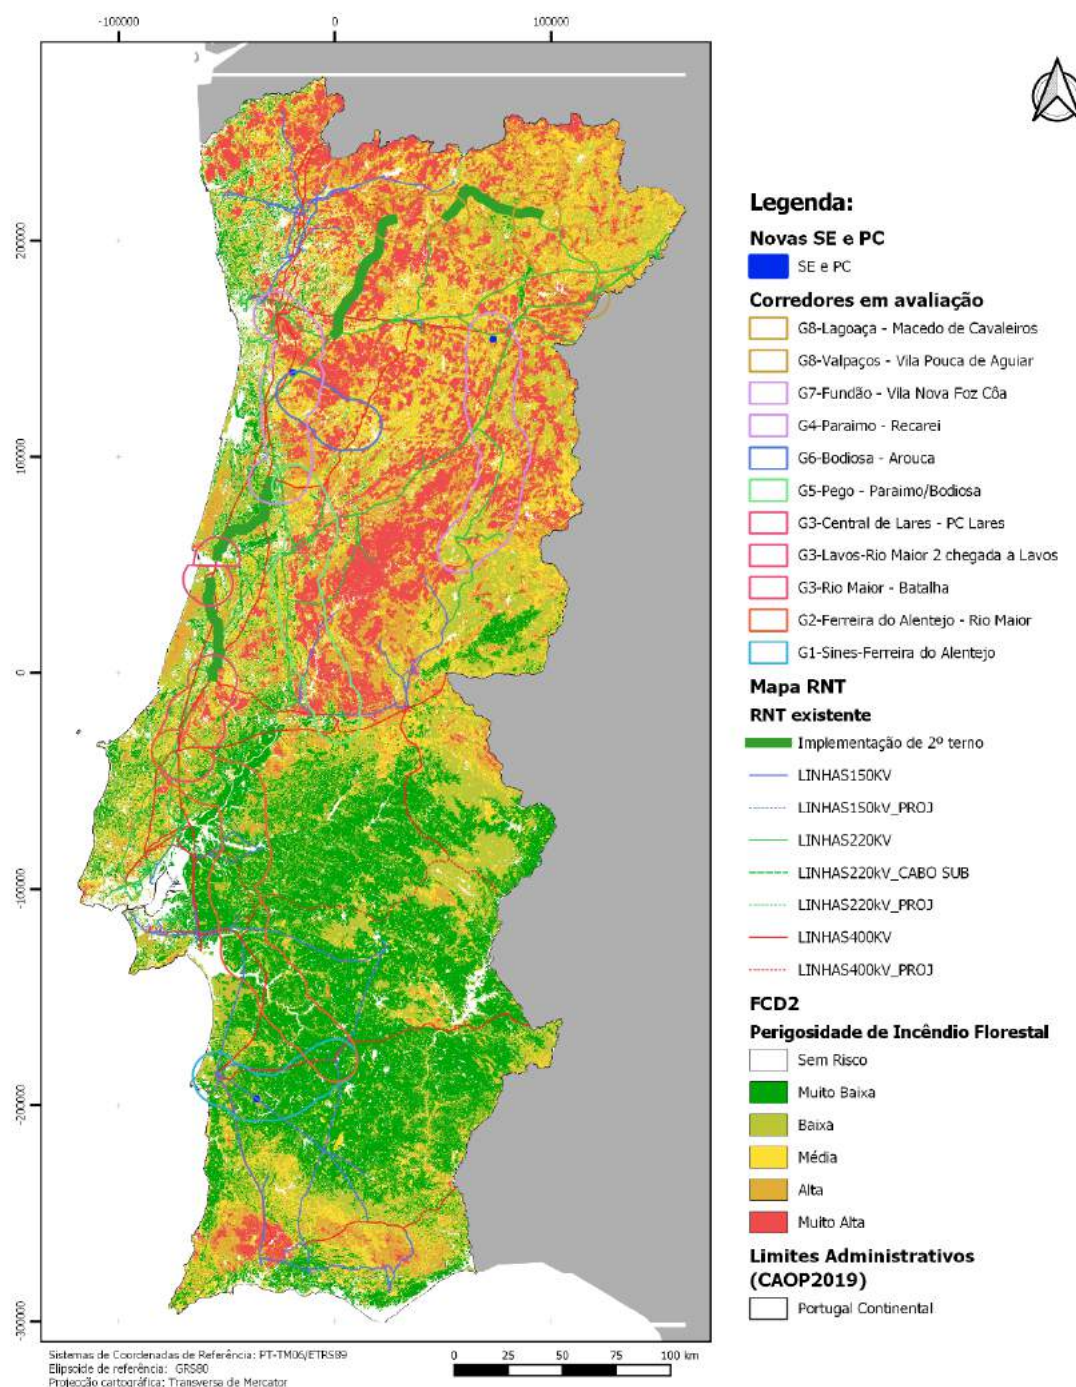 -100000 0 100000
200000
100000
0
-100000
-200000
-300000
Legenda:
Novas SE e PC
SE e PC
Corredores em avaliação
G8-Lagoaça - Macedo de Cavaleiros
G8-Valpaços - Vila Pouca de Aguiar
G7-Fundão - Vila Nova Foz Côa
G4-Paraimo - Recarei
G6-Bodiosa - Arouca
G5-Pego - Paraimo/Bodiosa
G3-Central de Lares - PC Lares
G3-Lavos-Rio Maior 2 chegada a Lavos
G3-Rio Maior - Batalha
G2-Ferreira do Alentejo - Rio Maior
G1-Sines-Ferreira do Alentejo
Mapa RNT
RNT existente
Implementação de 2º terno
LINHAS150KV
LINHAS150kV_PROJ
LINHAS220KV
LINHAS220kV_CABO SUB
LINHAS220kV_PROJ
LINHAS400KV
LINHAS400kV_PROJ
FCD2
Perigosidade de Incêndio Florestal
Sem Risco
Muito Baixa
Baixa
Média
Alta
Muito Alta
Limites Administrativos
(CAOP2019)
Portugal Continental
Sistemas de Coordenadas de Referência: PT-TM06/ETRS89
Elipsoide de referência: GRS80
Projecção cartográfica: Transversa de Mercator
0 25 50 75 100 km